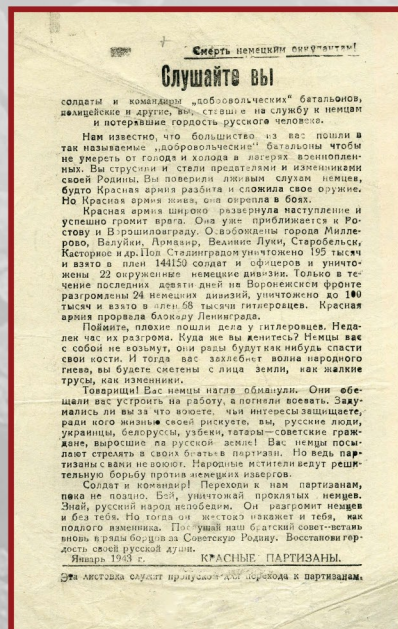 Смерть немецким оккупантам!
Слушайте вы
солдаты и командиры „добровольческих" батальонов,
полицейские и другие, вы, ставшие на службу к немцам
и потерявшие гордость русского человека.
Нам известно, что большинство из вас пошли в
так называемые „добровольческие" батальоны чтобы
не умереть от голода и холода в лагерях военноплен-
ных. Вы струсили и стали предателями и изменниками
своей Родины. Вы поверили лживым слухам немцев,
будто Красная армия разбита и сложила свое оружие.
Но Красная армия жива, она окрепла в боях.
Красная армия широко развернула наступление и
успешно громит врага. Она уже приближается к Ро-
стову и Ворошиловграду. Освобождены города Милле-
рово, Валуйки, Армавир, Великие Луки, Старобельск,
Касторное и др. Под Сталинградом уничтожено 195 тысяч
и взято в плен 144150 солдат и офицеров и уничто-
жены 22 окруженные немецкий дивизии. Только в те-
чение последних девяти дней на Воронежском фронте
разгромлены 24 немецких дивизий, уничтожено до 100
тысяч и взято в плен 68 тысяч гитлеровцев. Красная
армия прорвала блокаду Ленинграда.
Поймите, плохие пошли дела у гитлеровцев. Неда-
лек час их разгрома. Куда же вы денитесь? Немцы вас
с собой не возьмут, они рады будут как нибудь спасти
свои кости. И тогда вас захлебнет волна народного
гнева, вы будете сметены с лица земли, как жалкие
трусы, как изменники.
Товарищи! Вас немцы нагло обманули. Они обе-
щали вас устроить на работу, а погнали воевать. Заду-
мались ли вы за что воюете, чьи интересы защищаете,
ради кого жизнью своей рискуете. вы, русские люди,
украинцы, белоруссы, узбеки, татары—советские граж-
дане, выросшие на русской земле! Вас немцы посы-
лают стрелять в своих братьев партизан. Но ведь пар-
тизаны с вами не воюют. Народные мстители ведут реши-
тельную борьбу против немецких извергов.
Солдат и командир! Переходи к нам партизанам,
пока не поздно. Бей, уничтожай проклятых немцев.
Знай, русский народ непобедим. Он разгромит немцев
и без тебя. Но тогда он жестоко накажет и тебя, как
подлого изменника. Послушай наш братский совет—встань
вновь в ряды борцов за Советскую Родину. Восстанови гор-
дость своей русской души.
Январь 1943 г. КРАСНЫЕ ПАРТИЗАНЫ.
Эта листовка служит пропуском для перехода к партизанам.